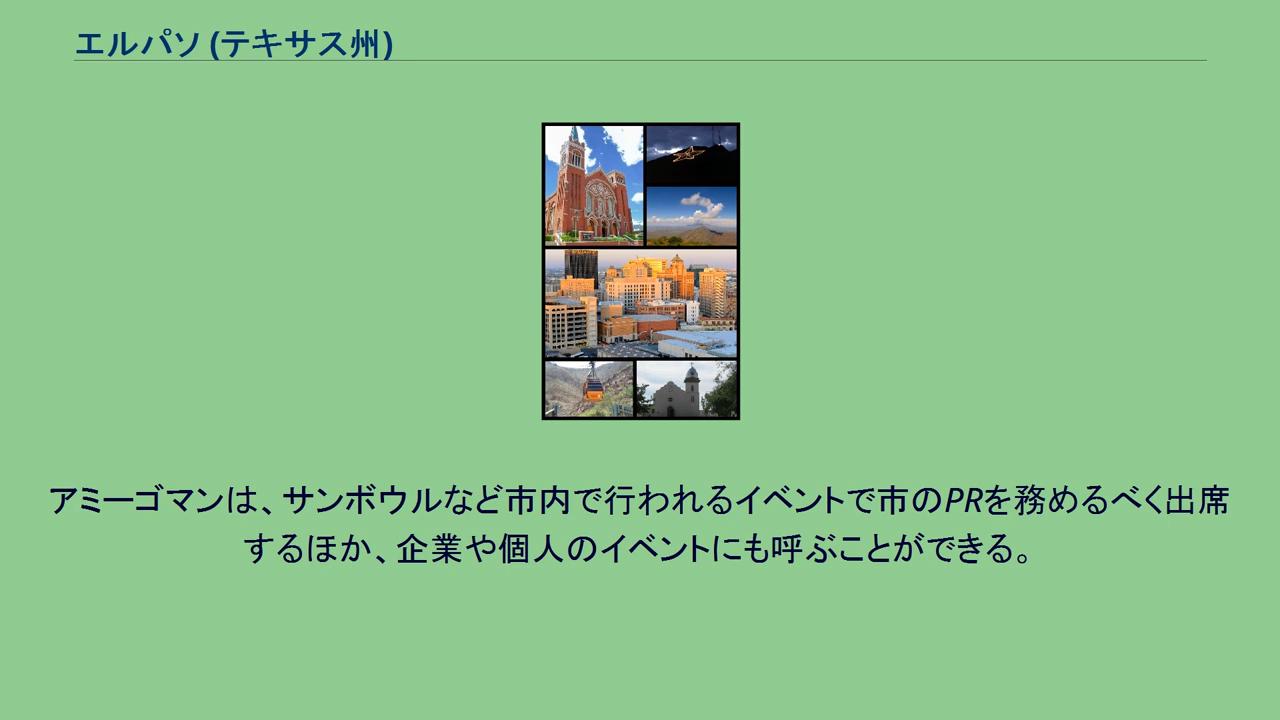 エルパソ (テキサス州)
アミーゴマンは、サンボウルなど市内で行われるイベントで市のPRを務めるべく出席
するほか、企業や個人のイベントにも呼ぶことができる。